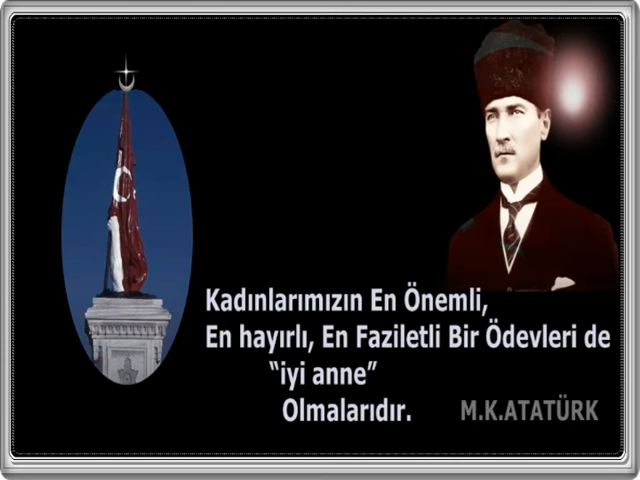 Kadınlarımızın En Önemli,
En hayırlı, En Faziletli Bir Ödevleri de
“iyi anne”
Olmalarıdır.
M.K.ATATÜRK